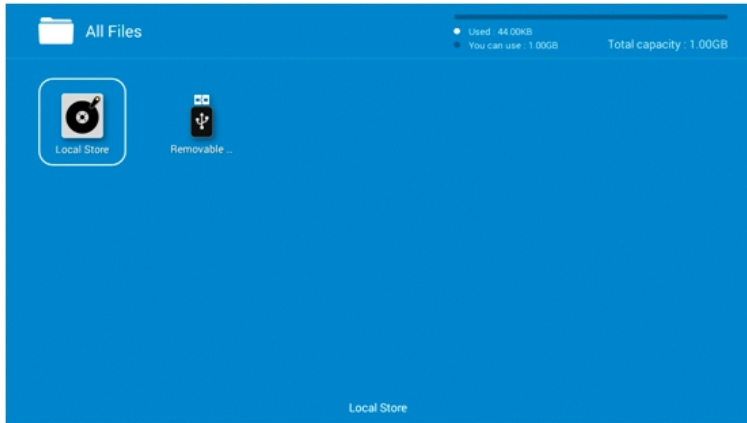 All Files
Used : 44.00KB
You can use : 1.00GB
Total capacity : 1.00GB
Local Store
Removable ...
Local Store